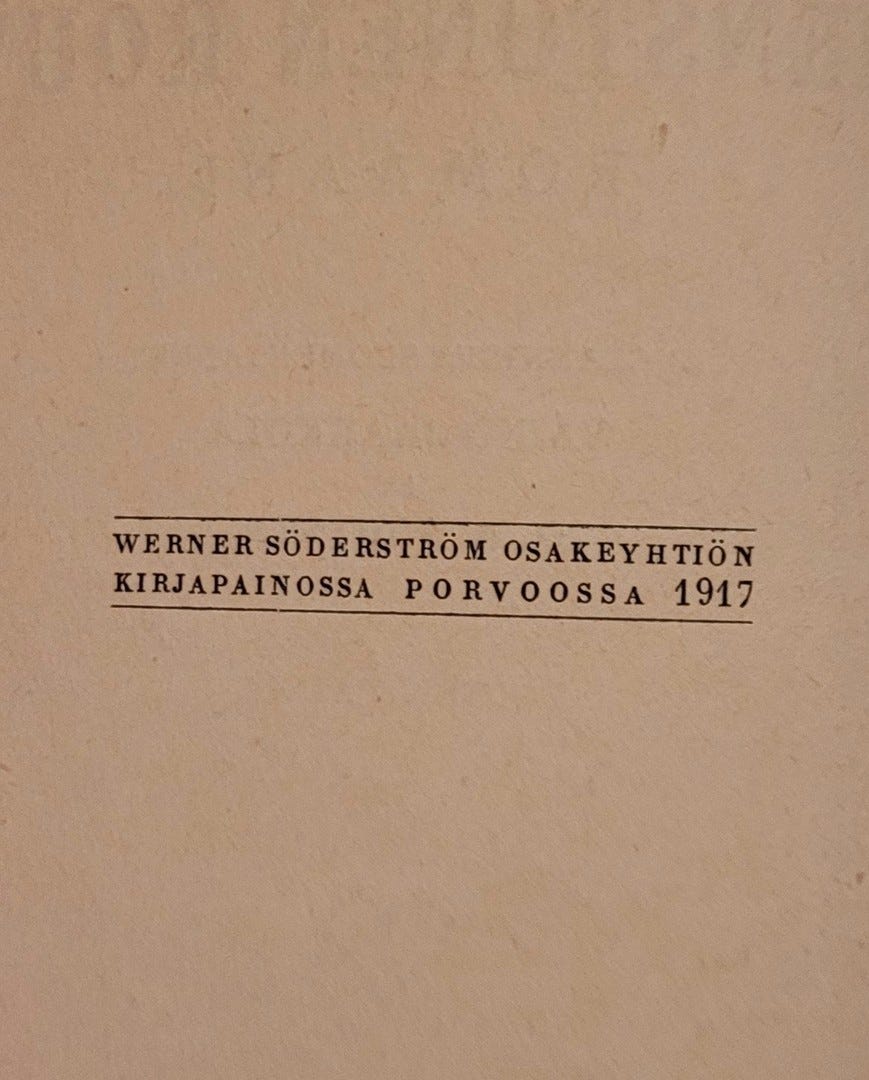 WERNER SÖDERSTRÖM OSAKEYHTIÖN
KIRJAPAINOSSA PORVOOSSA 1917